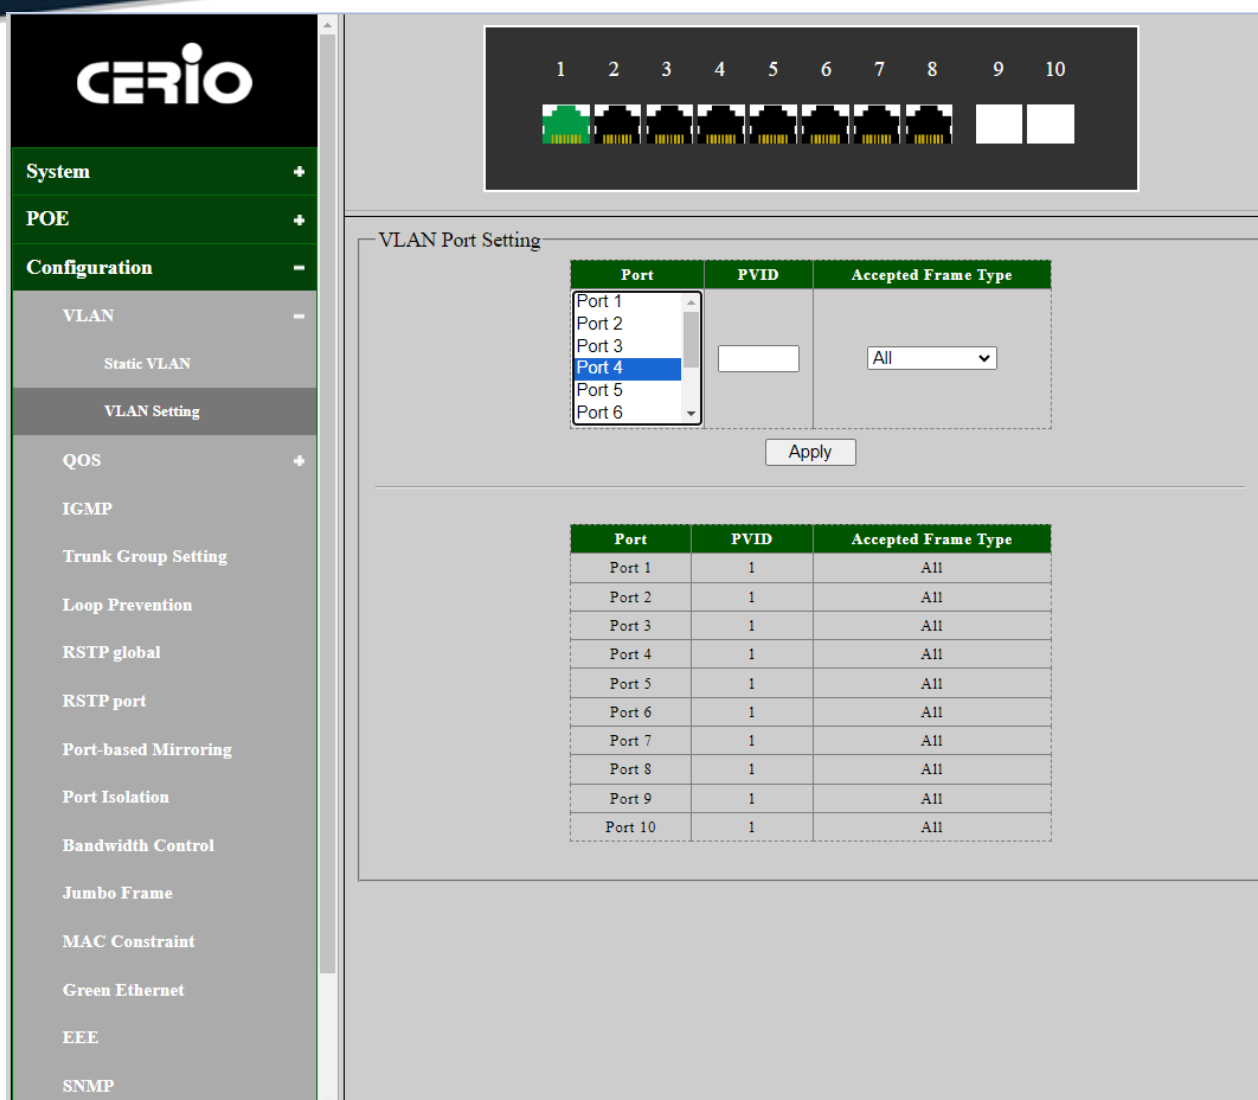 CERIO
System
POE
Configuration
VLAN
Static VLAN
VLAN Setting
QOS
IGMP
Trunk Group Setting
Loop Prevention
RSTP global
RSTP port
Port-based Mirroring
Port Isolation
Bandwidth Control
Jumbo Frame
MAC Constraint
Green Ethernet
EEE
SNMP
1 2 3 4 5 6 7 8 9 10
VLAN Port Setting
Port PVID Accepted Frame Type
Port 1
Port 2
Port 3
Port 4
Port 5
Port 6
All
Apply
Port PVID Accepted Frame Type
Port 1 1 All
Port 2 1 All
Port 3 1 All
Port 4 1 All
Port 5 1 All
Port 6 1 All
Port 7 1 All
Port 8 1 All
Port 9 1 All
Port 10 1 All